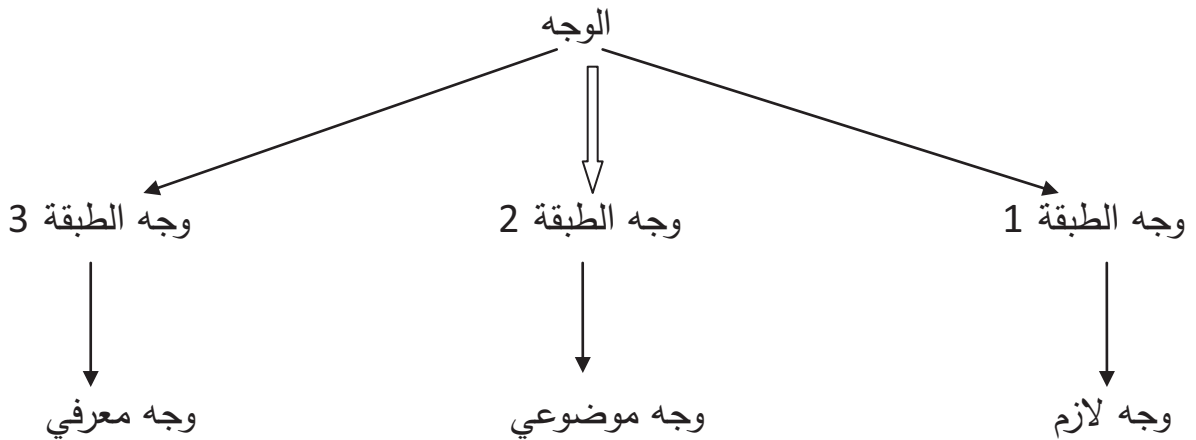 الوجه
وجه الطبقة 1
وجه الطبقة 2
وجه الطبقة 3
وجه لازم
وجه موضوعي
وجه معرفي